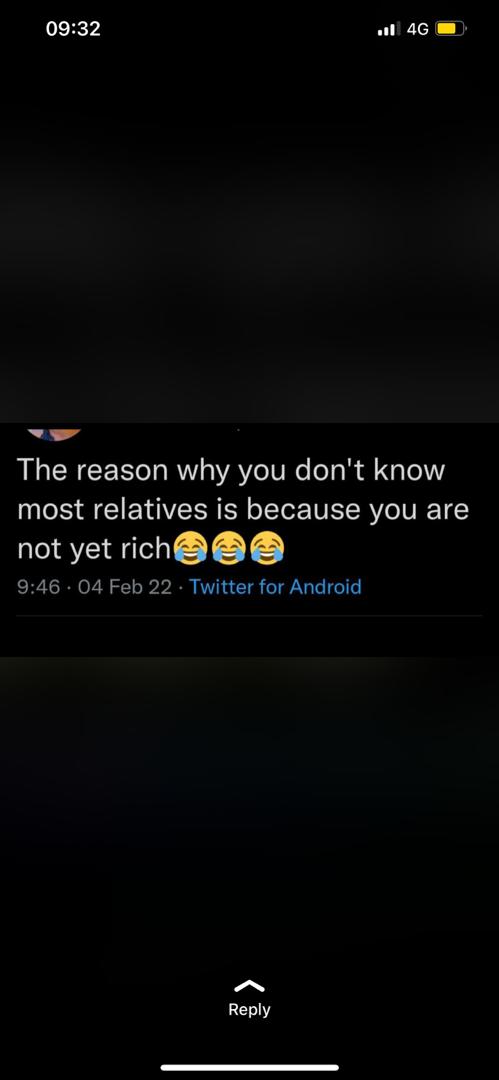 09:32
4G
The reason why you don't know
most relatives is because you are
not yet rich😂😂😂
9:46 · 04 Feb 22 · Twitter for Android
Reply